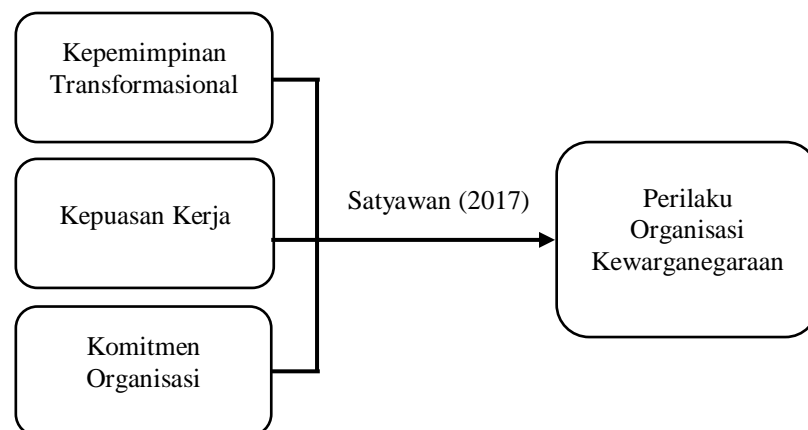 Kepemimpinan
Transformasional
Kepuasan Kerja
Komitmen
Organisasi
Satyawan (2017)
Perilaku
Organisasi
Kewarganegaraan